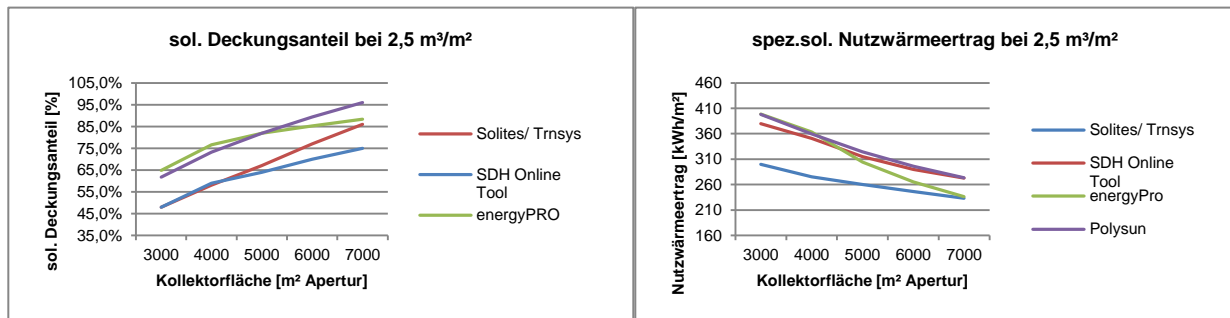 sol. Deckungsanteil bei 2,5 m³/m²
sol. Deckungsanteil [%]
105,0%
95,0%
85,0%
75,0%
65,0%
55,0%
45,0%
35,0%
3000 4000 5000 6000 7000
Kollektorfläche [m² Apertur]
Solites/ Trnsys
SDH Online
Tool
energyPRO
spez.sol. Nutzwärmeertrag bei 2,5 m³/m²
Nutzwärmeertrag [kWh/m²]
460
410
360
310
260
210
160
3000 4000 5000 6000 7000
Kollektorfläche [m² Apertur]
Solites/ Trnsys
SDH Online
Tool
energyPro
Polysun